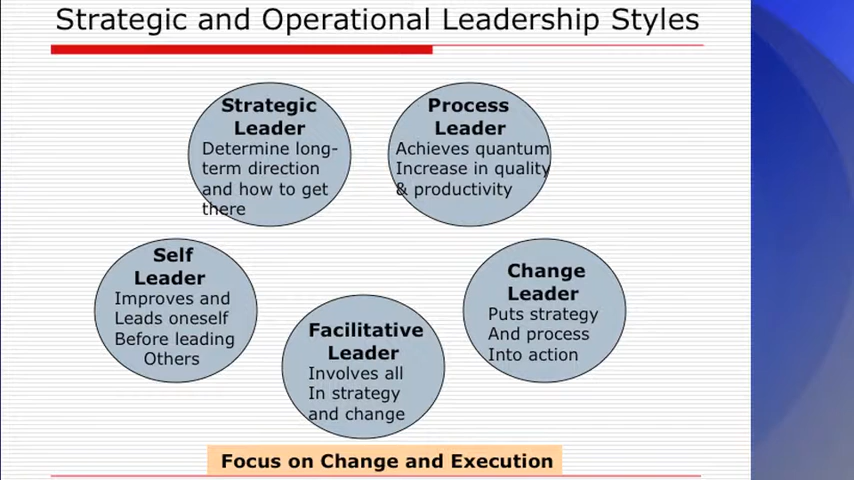 Strategic and Operational Leadership Styles
Strategic
Leader
Determine long-
term direction
and how to get
there
Process
Leader
Achieves quantum
Increase in quality
& productivity
Self
Leader
Improves and
Leads oneself
Before leading
Others
Facilitative
Leader
Involves all
In strategy
and change
Change
Leader
Puts strategy
And process
Into action
Focus on Change and Execution